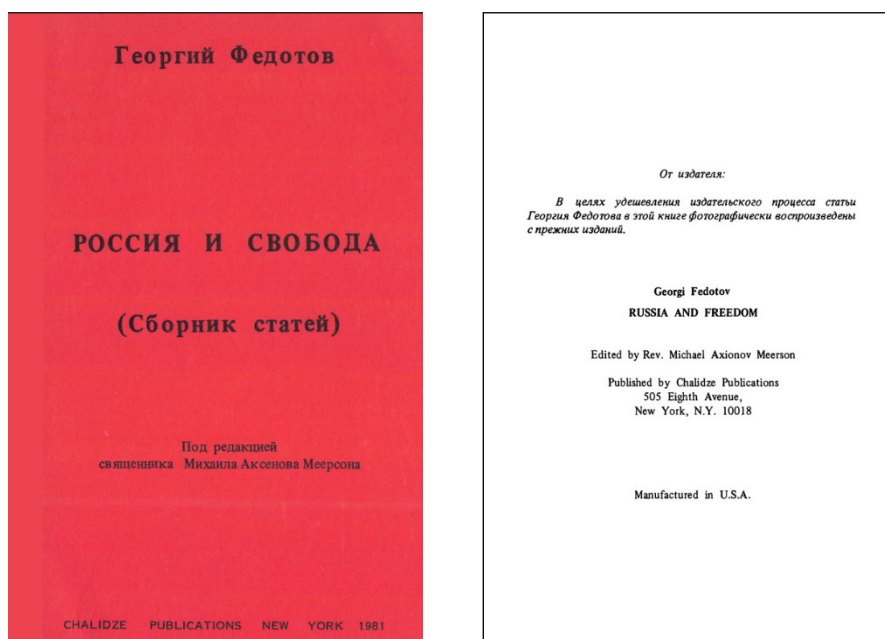 Георгий Федотов
РОССИЯ И СВОБОДА
(Сборник статей)
Под редакцией
священника Михаила Аксенова Меерсона
CHALIDZE PUBLICATIONS NEW YORK 1981
От издателя:
В целях удешевления издательского процесса статьи
Георгия Федотова в этой книге фотографически воспроизведены
с прежних изданий.
Georgi Fedotov
RUSSIA AND FREEDOM
Edited by Rev. Michael Axionov Meerson
Published by Chalidze Publications
505 Eighth Avenue,
New York, N.Y. 10018
Manufactured in U.S.A.